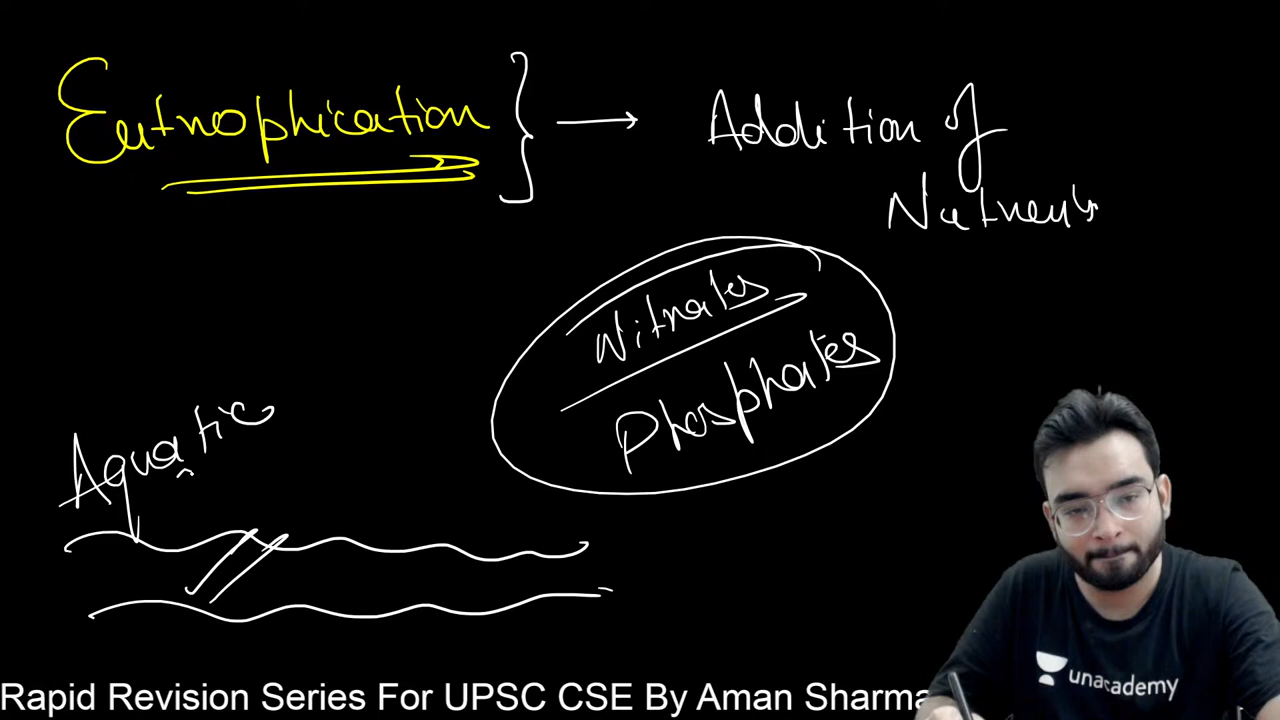 Eutrophication } → Addition of
Nutrients
Nitrates
Phosphates
Aquatic
unacademy
Rapid Revision Series For UPSC CSE By Aman Sharma